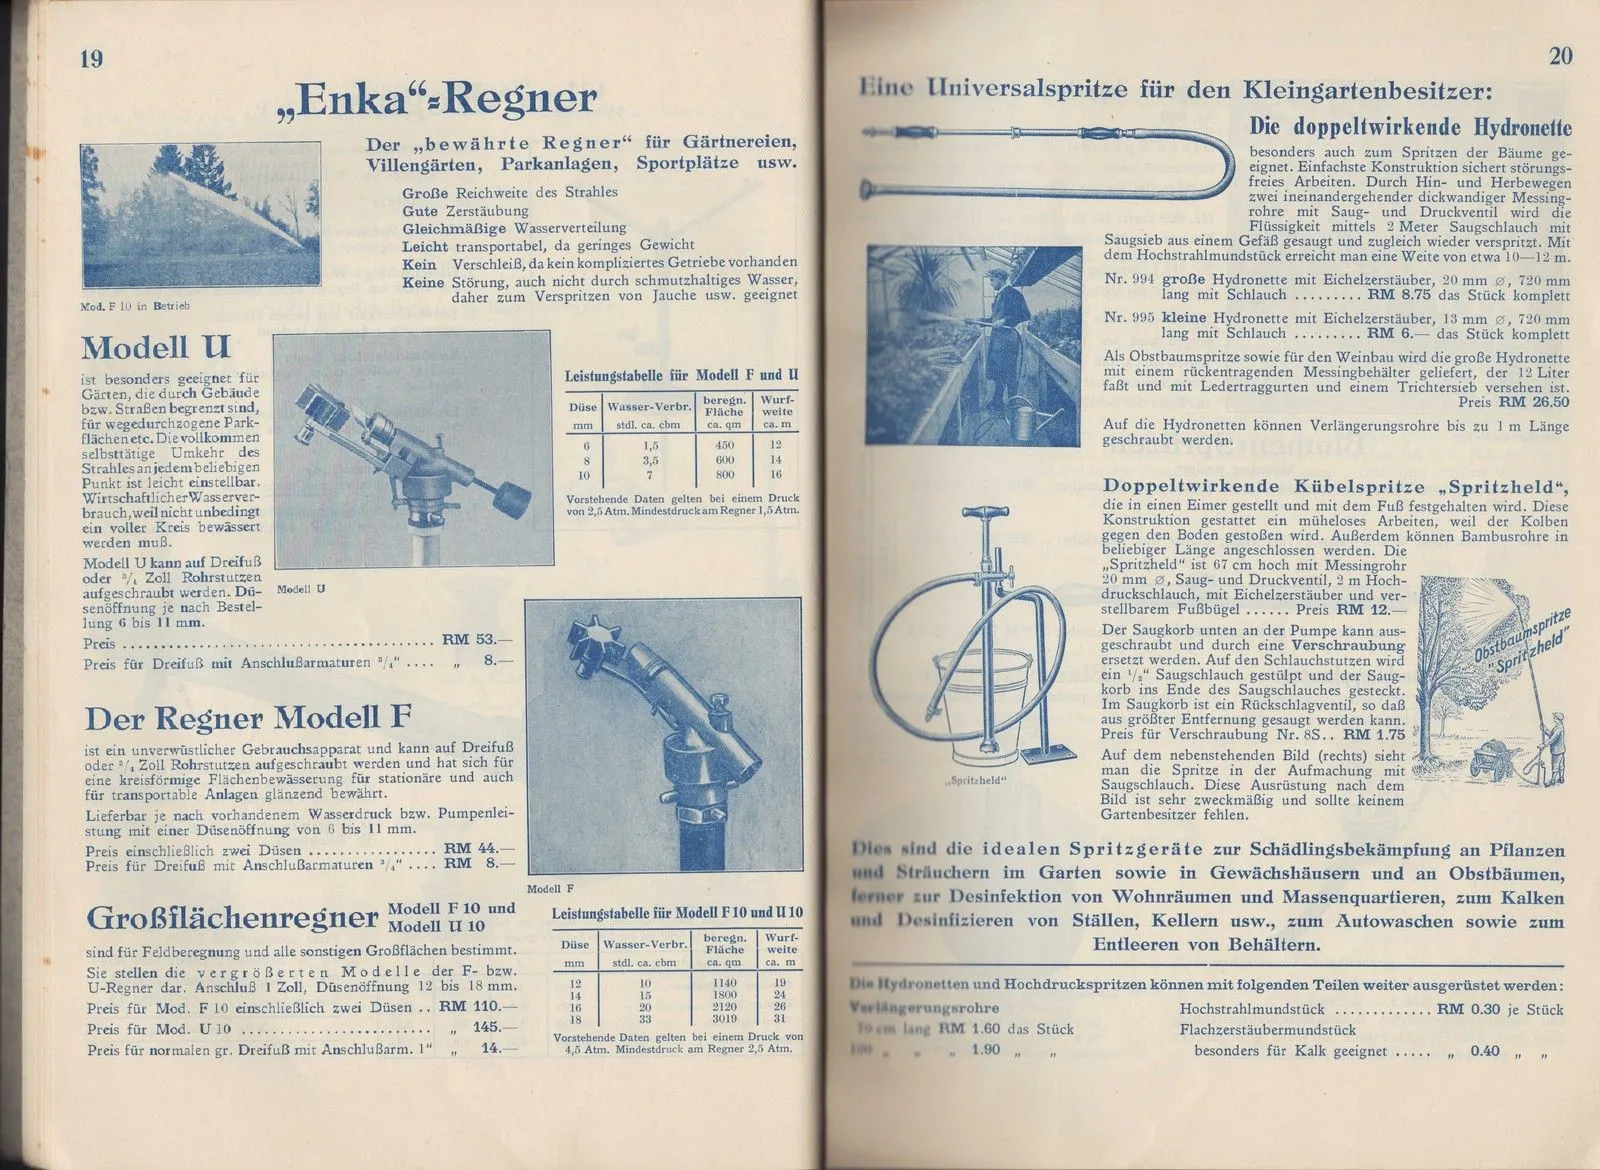 19
„Enka“-Regner
Der „bewährte Regner“ für Gärtnereien,
Villengärten, Parkanlagen, Sportplätze usw.
Große Reichweite des Strahles
Gute Zerstäubung
Gleichmäßige Wasserverteilung
Leicht transportabel, da geringes Gewicht
Kein Verschleiß, da kein kompliziertes Getriebe vorhanden
Keine Störung, auch nicht durch schmutzhaltiges Wasser,
daher zum Verspritzen von Jauche usw. geeignet
Mod. F 10 in Betrieb
Modell U
ist besonders geeignet für
Gärten, die durch Gebäude
bzw. Straßen begrenzt sind,
für wegedurchzogene Park-
flächen etc. Die vollkommen
selbsttätige Umkehr des
Strahles an jedem beliebigen
Punkt ist leicht einstellbar.
Wirtschaftlicher Wasserver-
brauch, weil nicht unbedingt
ein voller Kreis bewässert
werden muß.
Modell U kann auf Dreifuß
oder ³/₄ Zoll Rohrstutzen
aufgeschraubt werden. Dü-
senöffnung je nach Bestel-
lung 6 bis 11 mm.
Modell U
Preis ..................................... RM 53.—
Preis für Dreifuß mit Anschlußarmaturen ³/₄“ .... „ 8.—
Leistungstabelle für Modell F und U
Düse Wasser-Verbr. beregn. Fläche Wurf-weite
mm stdl. ca. cbm ca. qm ca. m
6 1,5 450 12
8 3,5 600 14
10 7 800 16
Vorstehende Daten gelten bei einem Druck
von 2,5 Atm. Mindestdruck am Regner 1,5 Atm.
Der Regner Modell F
ist ein unverwüstlicher Gebrauchsapparat und kann auf Dreifuß
oder ³/₄ Zoll Rohrstutzen aufgeschraubt werden und hat sich für
eine kreisförmige Flächenbewässerung für stationäre und auch
für transportable Anlagen glänzend bewährt.
Lieferbar je nach vorhandenem Wasserdruck bzw. Pumpenlei-
stung mit einer Düsenöffnung von 6 bis 11 mm.
Preis einschließlich zwei Düsen ................ RM 44.—
Preis für Dreifuß mit Anschlußarmaturen ³/₄“ .... RM 8.—
Modell F
Großflächenregner Modell F 10 und
Modell U 10
sind für Feldberegnung und alle sonstigen Großflächen bestimmt.
Sie stellen die vergrößerten Modelle der F- bzw.
U-Regner dar. Anschluß 1 Zoll, Düsenöffnung 12 bis 18 mm.
Preis für Mod. F 10 einschließlich zwei Düsen .. RM 110.—
Preis für Mod. U 10 ........................ „ 145.—
Preis für normalen gr. Dreifuß mit Anschlußarm. 1“ „ 14.—
Leistungstabelle für Modell F 10 und U 10
Düse Wasser-Verbr. beregn. Fläche Wurf-weite
mm stdl. ca. cbm ca. qm ca. m
12 10 1140 19
14 15 1800 24
16 20 2120 26
18 33 3019 31
Vorstehende Daten gelten bei einem Druck von
4,5 Atm. Mindestdruck am Regner 2,5 Atm.
20
Eine Universalspritze für den Kleingartenbesitzer:
Die doppeltwirkende Hydronette
besonders auch zum Spritzen der Bäume ge-
eignet. Einfachste Konstruktion sichert störungs-
freies Arbeiten. Durch Hin- und Herbewegen
zwei ineinandergehender dickwandiger Messing-
rohre mit Saug- und Druckventil wird die
Flüssigkeit mittels 2 Meter Saugschlauch mit
Saugsieb aus einem Gefäß gesaugt und zugleich wieder verspritzt. Mit
dem Hochstrahlmundstück erreicht man eine Weite von etwa 10—12 m.
Nr. 994 große Hydronette mit Eichelzerstäuber, 20 mm ⌀, 720 mm
lang mit Schlauch ......... RM 8.75 das Stück komplett
Nr. 995 kleine Hydronette mit Eichelzerstäuber, 13 mm ⌀, 720 mm
lang mit Schlauch ......... RM 6.— das Stück komplett
Als Obstbaumspritze sowie für den Weinbau wird die große Hydronette
mit einem rückentragenden Messingbehälter geliefert, der 12 Liter
faßt und mit Ledertraggurten und einem Trichtersieb versehen ist.
Preis RM 26.50
Auf die Hydronetten können Verlängerungsrohre bis zu 1 m Länge
geschraubt werden.
Doppeltwirkende Kübelspritze „Spritzheld“,
die in einen Eimer gestellt und mit dem Fuß festgehalten wird. Diese
Konstruktion gestattet ein müheloses Arbeiten, weil der Kolben
gegen den Boden gestoßen wird. Außerdem können Bambusrohre in
beliebiger Länge angeschlossen werden. Die
„Spritzheld“ ist 67 cm hoch mit Messingrohr
20 mm ⌀, Saug- und Druckventil, 2 m Hoch-
druckschlauch, mit Eichelzerstäuber und ver-
stellbarem Fußbügel ...... Preis RM 12.—
Der Saugkorb unten an der Pumpe kann aus-
geschraubt und durch eine Verschraubung
ersetzt werden. Auf den Schlauchstutzen wird
ein ¹/₂“ Saugschlauch gestülpt und der Saug-
korb ins Ende des Saugschlauches gesteckt.
Im Saugkorb ist ein Rückschlagventil, so daß
aus größter Entfernung gesaugt werden kann.
Preis für Verschraubung Nr. 8S.. RM 1.75
Auf dem nebenstehenden Bild (rechts) sieht
man die Spritze in der Aufmachung mit
Saugschlauch. Diese Ausrüstung nach dem
Bild ist sehr zweckmäßig und sollte keinem
Gartenbesitzer fehlen.
„Spritzheld“
Obstbaumspritze
„Spritzheld“
Dies sind die idealen Spritzgeräte zur Schädlingsbekämpfung an Pflanzen
und Sträuchern im Garten sowie in Gewächshäusern und an Obstbäumen,
ferner zur Desinfektion von Wohnräumen und Massenquartieren, zum Kalken
und Desinfizieren von Ställen, Kellern usw., zum Autowaschen sowie zum
Entleeren von Behältern.
Die Hydronetten und Hochdruckspritzen können mit folgenden Teilen weiter ausgerüstet werden:
Verlängerungsrohre
cm lang RM 1.60 das Stück
„ „ „ 1.90 „ „
Hochstrahlmundstück ............. RM 0.30 je Stück
Flachzerstäubermundstück
besonders für Kalk geeignet ..... „ 0.40 „ „